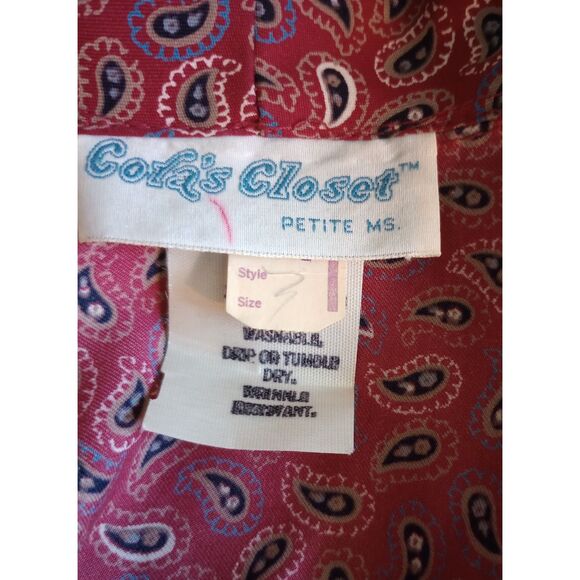 Cora's Closet™
PETITE MS.
Style
Size 7
WASHABLE.
DRIP OR TUMBLE
DRY.
WRINKLE
RESISTANT.